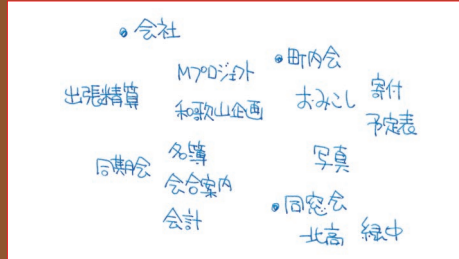 ●会社
Mプロジェクト
出張精算
和歌山企画
同期会
名簿
会合案内
会計
●町内会
おみこし
寄付
予定表
写真
●同窓会
北高 緑中